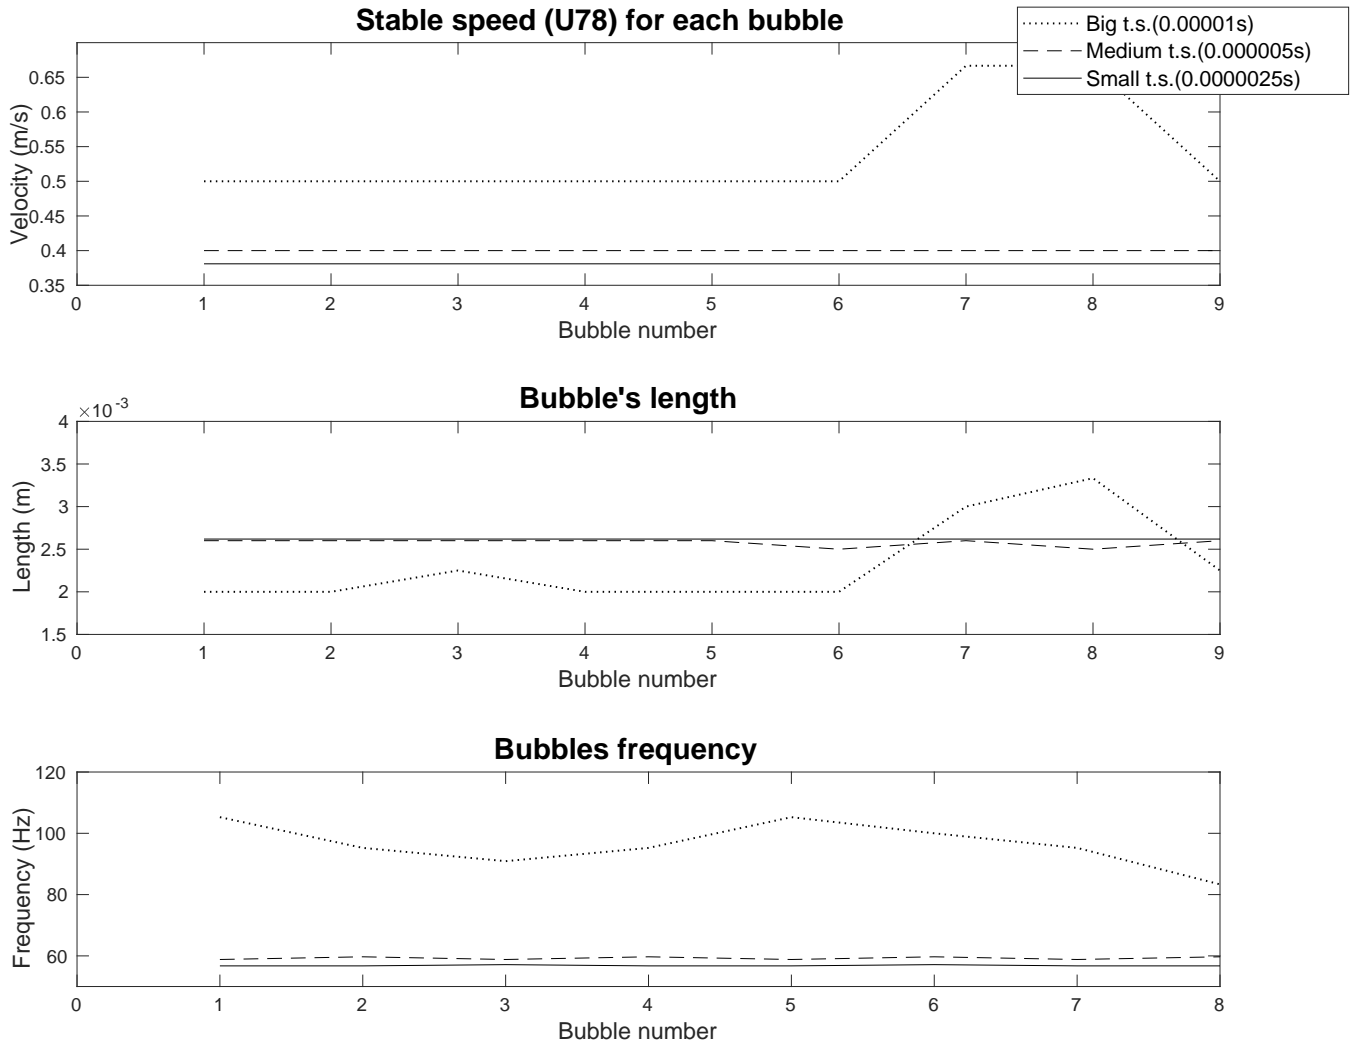 Stable speed (U78) for each bubble
Big t.s.(0.00001s)
Medium t.s.(0.000005s)
Small t.s.(0.0000025s)
Velocity (m/s)
0.65
0.6
0.55
0.5
0.45
0.4
0.35
0 1 2 3 4 5 6 7 8 9
Bubble number
Bubble's length
×10⁻³
Length (m)
4
3.5
3
2.5
2
1.5
0 1 2 3 4 5 6 7 8 9
Bubble number
Bubbles frequency
Frequency (Hz)
120
100
80
60
0 1 2 3 4 5 6 7 8
Bubble number